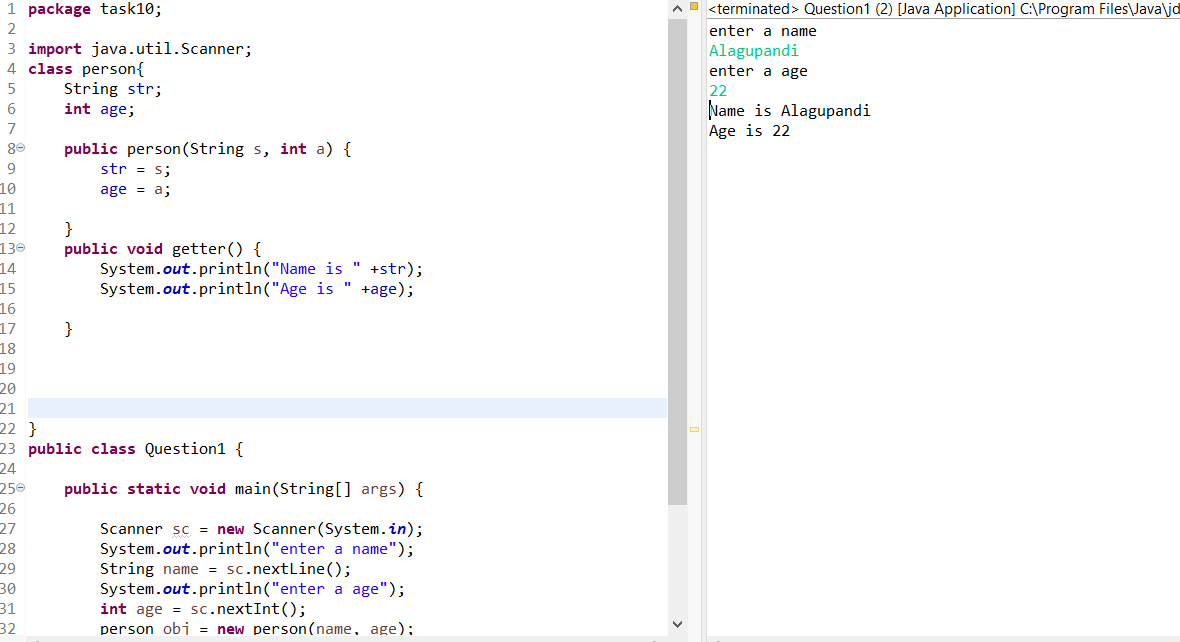 1 package task10;
2
3 import java.util.Scanner;
4 class person{
5     String str;
6     int age;
7
8     public person(String s, int a) {
9         str = s;
10         age = a;
11
12     }
13     public void getter() {
14         System.out.println("Name is " +str);
15         System.out.println("Age is " +age);
16
17     }
18
19
20
21
22 }
23 public class Question1 {
24
25     public static void main(String[] args) {
26
27         Scanner sc = new Scanner(System.in);
28         System.out.println("enter a name");
29         String name = sc.nextLine();
30         System.out.println("enter a age");
31         int age = sc.nextInt();
32         person obj = new person(name, age);
<terminated> Question1 (2) [Java Application] C:\Program Files\Java\jd
enter a name
Alagupandi
enter a age
22
Name is Alagupandi
Age is 22